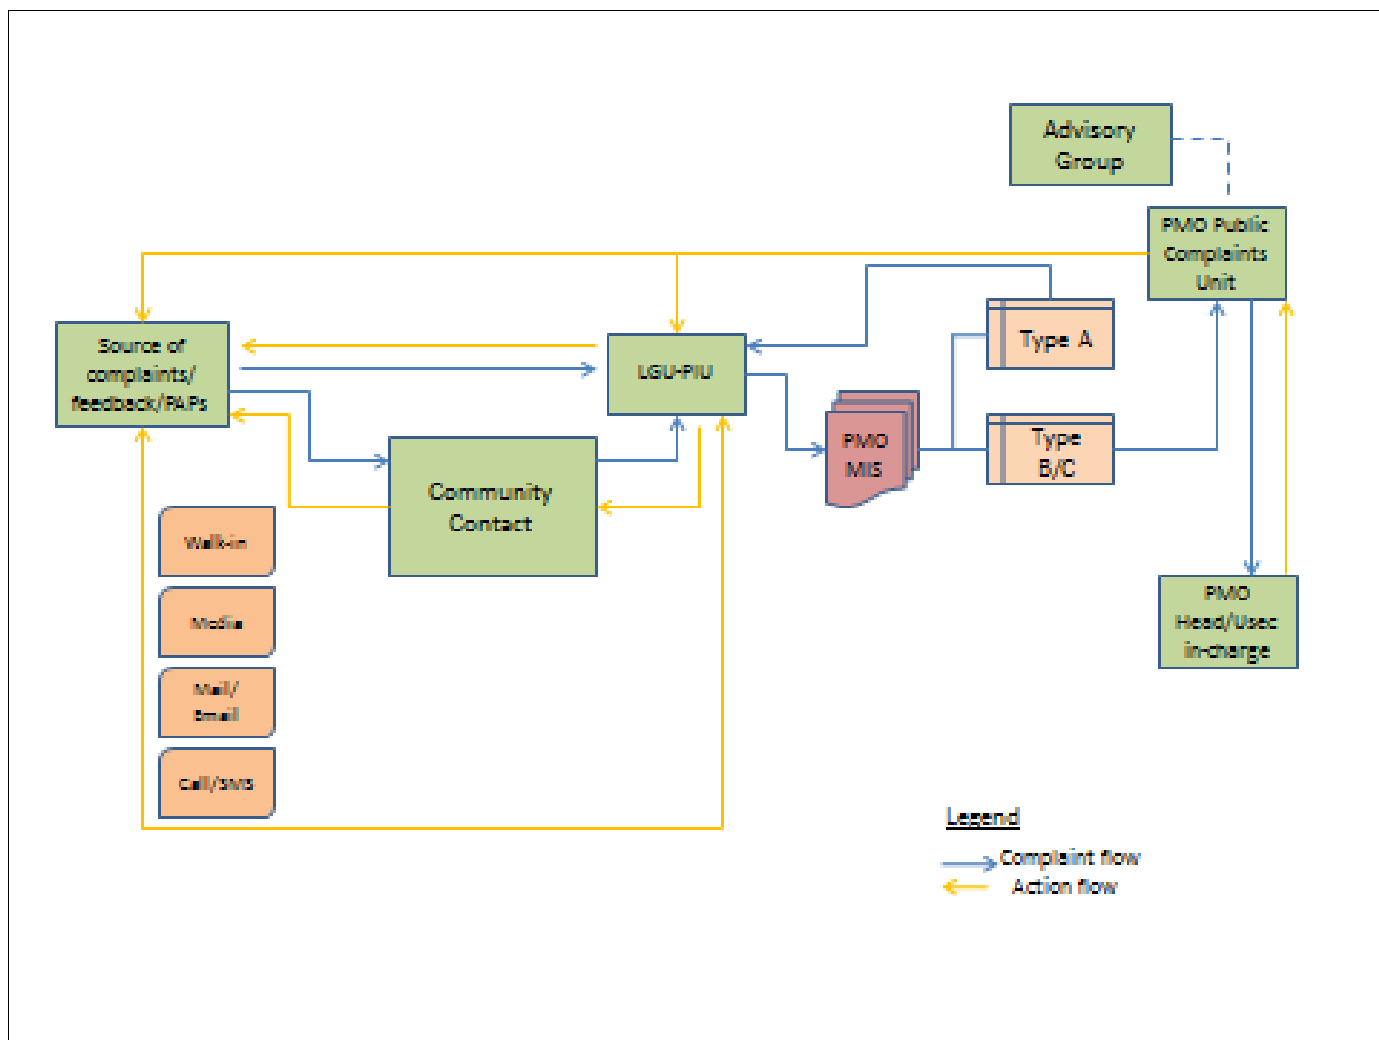 Advisory
Group
PMO Public
Complaints
Unit
Source of
complaints/
feedback/PAPs
LGU-PIU
Type A
PMO
MIS
Type
B/C
Community
Contact
Walk-in
Media
Mail/
Email
Call/SMS
PMO
Head/Usec
in-charge
Legend
Complaint flow
Action flow